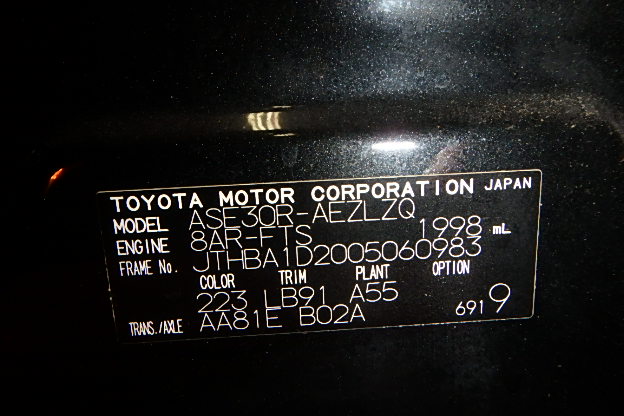 TOYOTA MOTOR CORPORATION JAPAN
MODEL ASE30R-AEZLZQ
ENGINE 8AR-FTS 1998 mL
FRAME No. JTHBA1D2005060983
COLOR TRIM PLANT OPTION
223 LB91 A55
TRANS./AXLE AA81E B02A 691 9